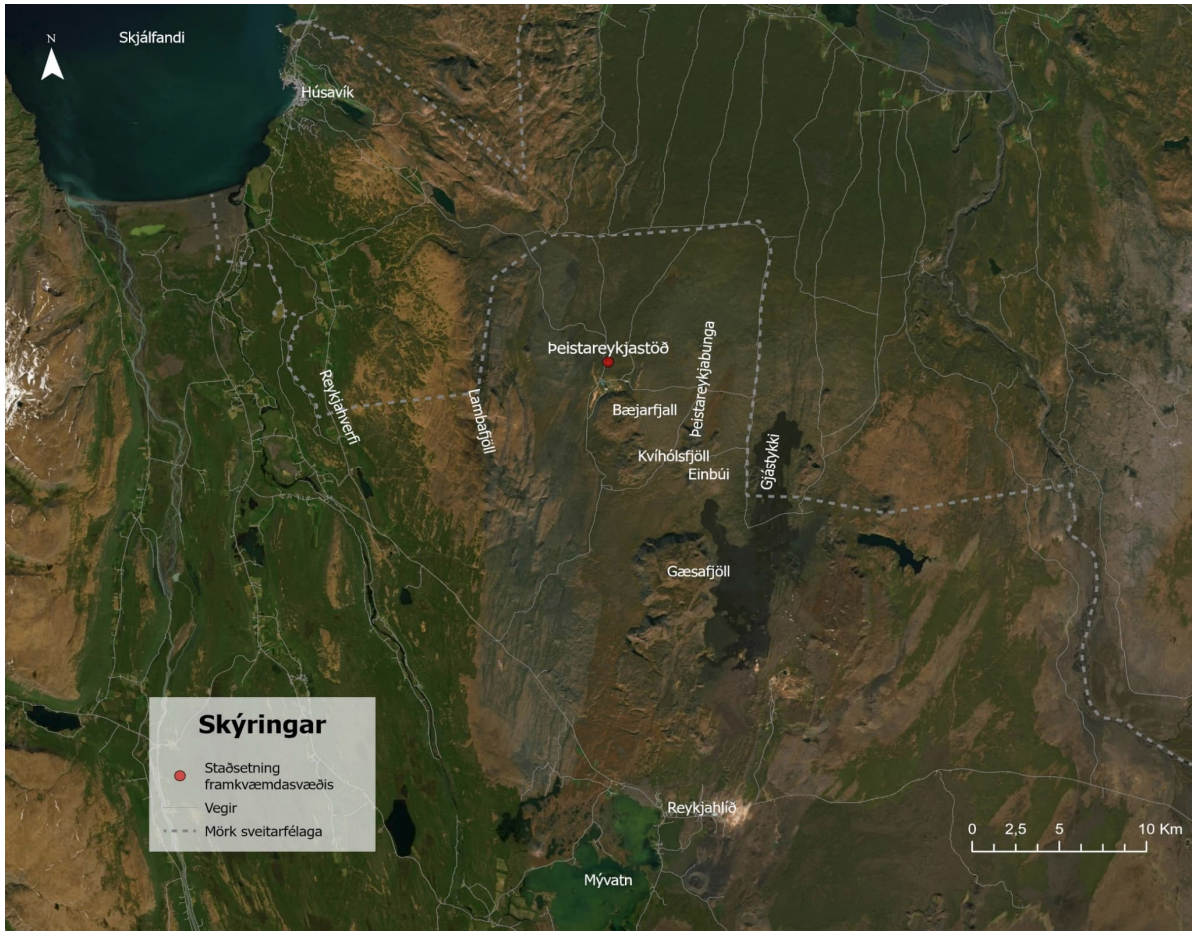 Skjálfandi
N
Húsavík
Þeistareykjastöð
Þeistareykjabunga
Reykjahverfi
Lambafjöll
Bæjarfjall
Kvíhólsfjöll
Einbúi
Gjástykki
Gæsafjöll
Reykjahlíð
Mývatn
Skýringar
Staðsetning
framkvæmdasvæðis
Vegir
Mörk sveitarfélaga
0 2,5 5 10 Km